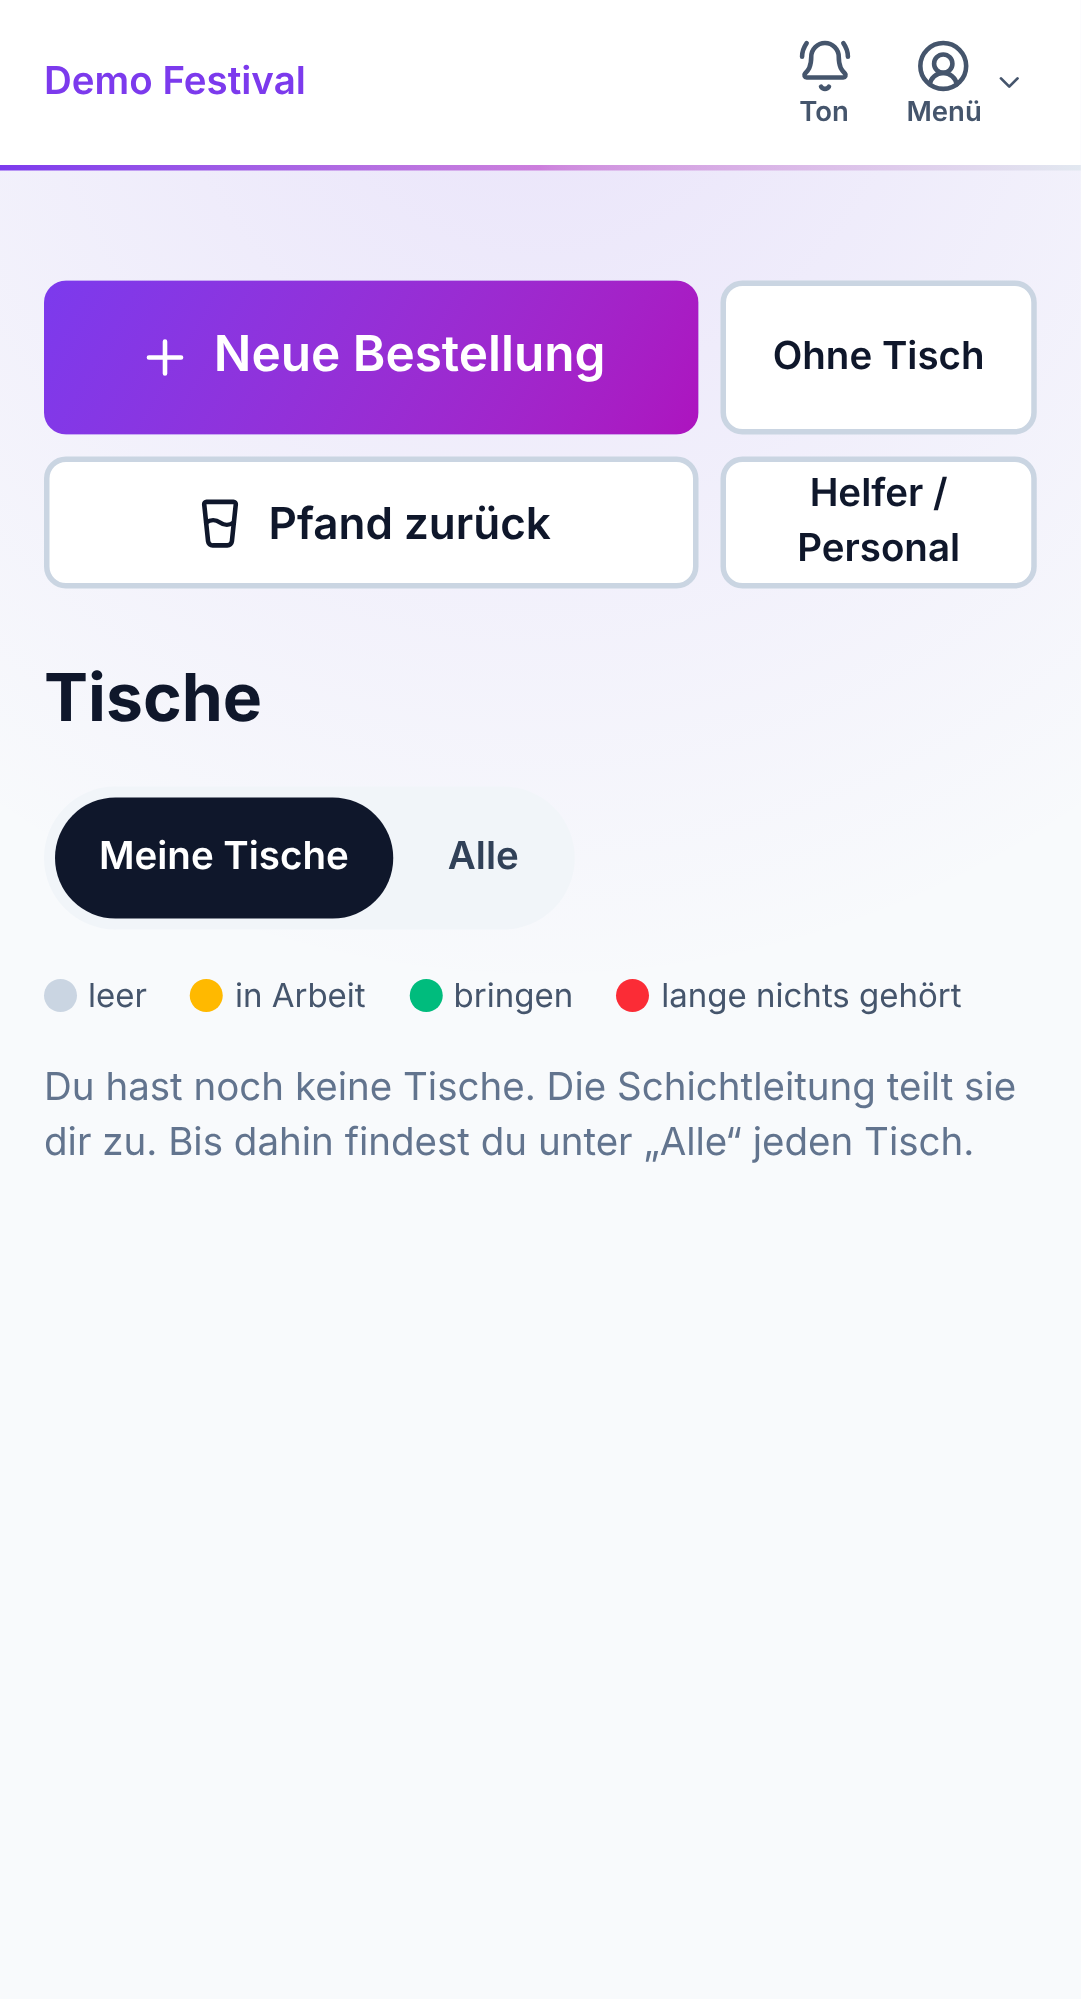 Demo Festival
Ton
Menü
Neue Bestellung
Ohne Tisch
Pfand zurück
Helfer /
Personal
Tische
Meine Tische
Alle
leer
in Arbeit
bringen
lange nichts gehört
Du hast noch keine Tische. Die Schichtleitung teilt sie
dir zu. Bis dahin findest du unter „Alle“ jeden Tisch.